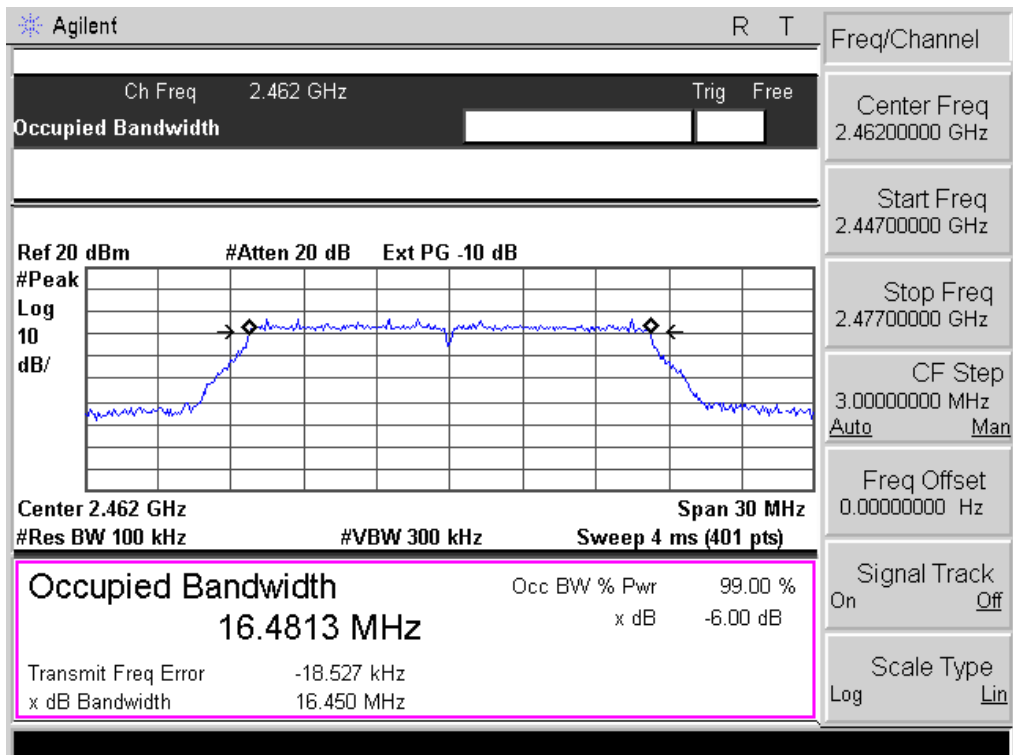 Agilent R T
Ch Freq 2.462 GHz Trig Free
Occupied Bandwidth
Ref 20 dBm #Atten 20 dB Ext PG -10 dB
#Peak
Log
10
dB/
Center 2.462 GHz Span 30 MHz
#Res BW 100 kHz #VBW 300 kHz Sweep 4 ms (401 pts)
Occupied Bandwidth Occ BW % Pwr 99.00 %
16.4813 MHz x dB -6.00 dB
Transmit Freq Error -18.527 kHz
x dB Bandwidth 16.450 MHz
Freq/Channel
Center Freq
2.46200000 GHz
Start Freq
2.44700000 GHz
Stop Freq
2.47700000 GHz
CF Step
3.00000000 MHz
Auto Man
Freq Offset
0.00000000 Hz
Signal Track
On Off
Scale Type
Log Lin